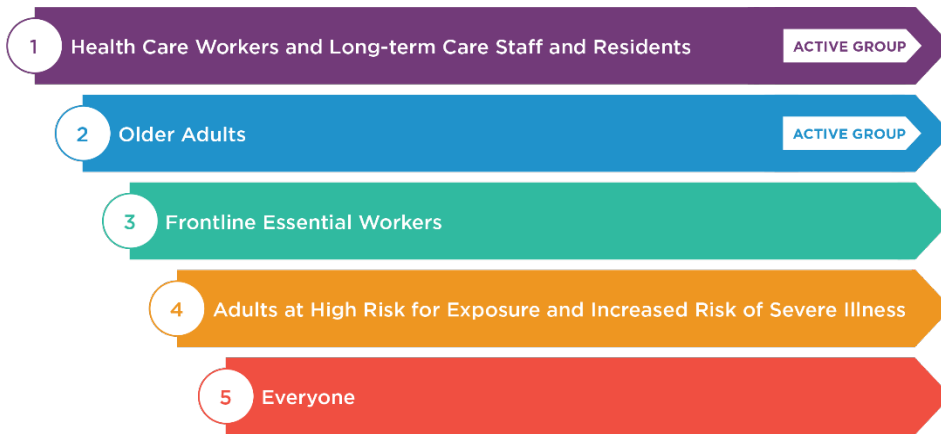 1 Health Care Workers and Long-term Care Staff and Residents ACTIVE GROUP
2 Older Adults ACTIVE GROUP
3 Frontline Essential Workers
4 Adults at High Risk for Exposure and Increased Risk of Severe Illness
5 Everyone